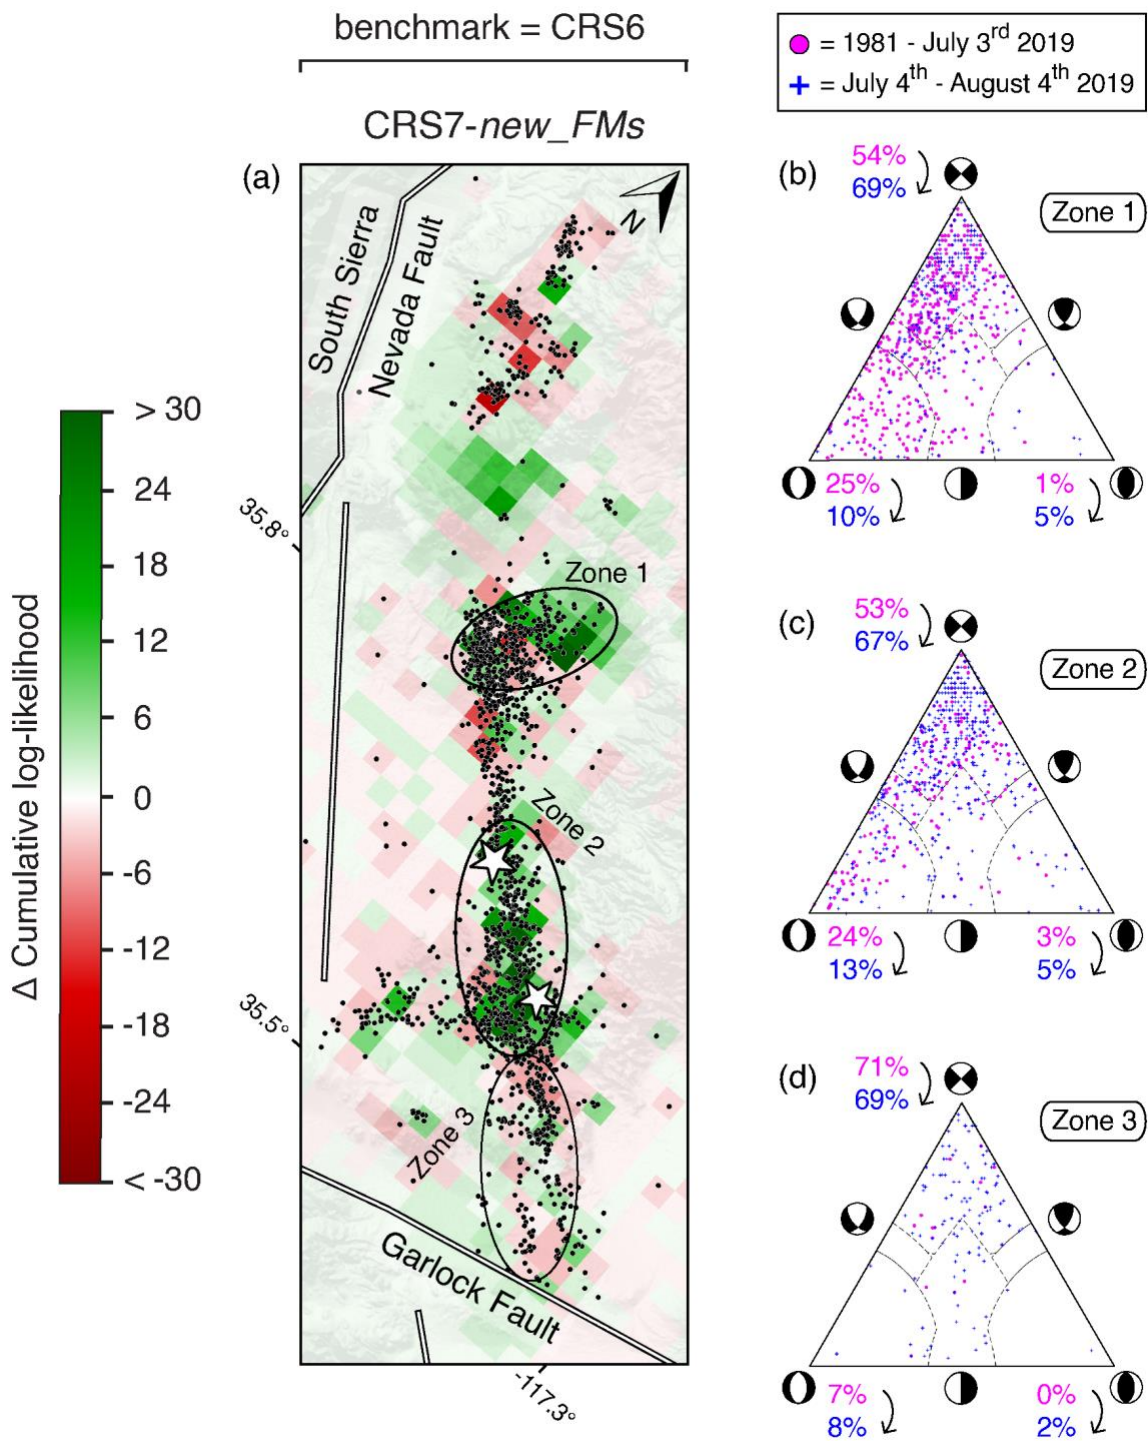 benchmark = CRS6
CRS7-new_FMs
= 1981 - July 3rd 2019
= July 4th - August 4th 2019
(a)
N
South Sierra
Nevada Fault
35.8°
35.5°
-117.3°
Zone 1
Zone 2
Zone 3
Garlock Fault
Δ Cumulative log-likelihood
> 30
24
18
12
6
0
-6
-12
-18
-24
< -30
(b)
54%
69%
Zone 1
25%
10%
1%
5%
(c)
53%
67%
Zone 2
24%
13%
3%
5%
(d)
71%
69%
Zone 3
7%
8%
0%
2%